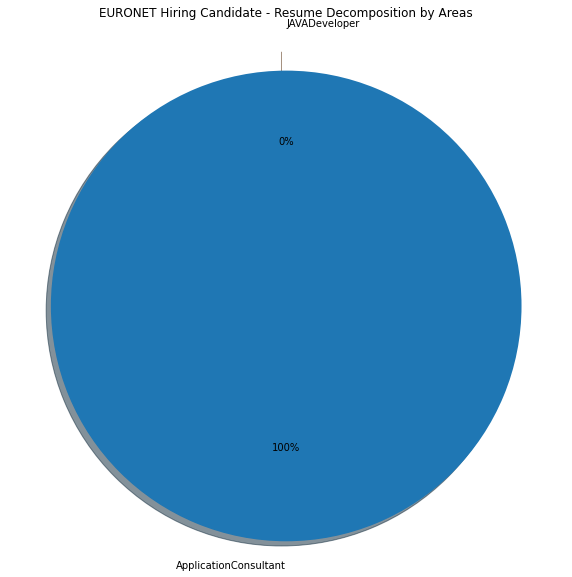 EURONET Hiring Candidate - Resume Decomposition by Areas
JAVADeveloper
0%
100%
ApplicationConsultant